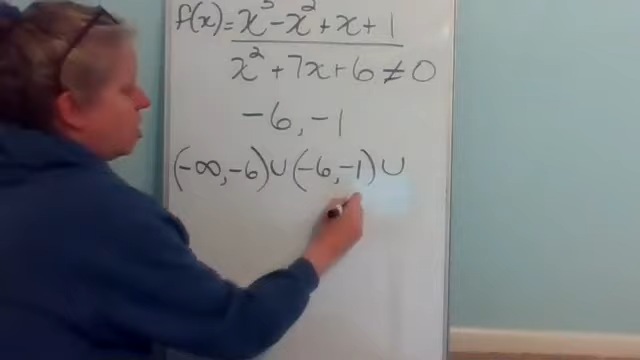 f(x) = x³ - x² + x + 1
x² + 7x + 6 ≠ 0
-6, -1
(-∞, -6) ∪ (-6, -1) ∪